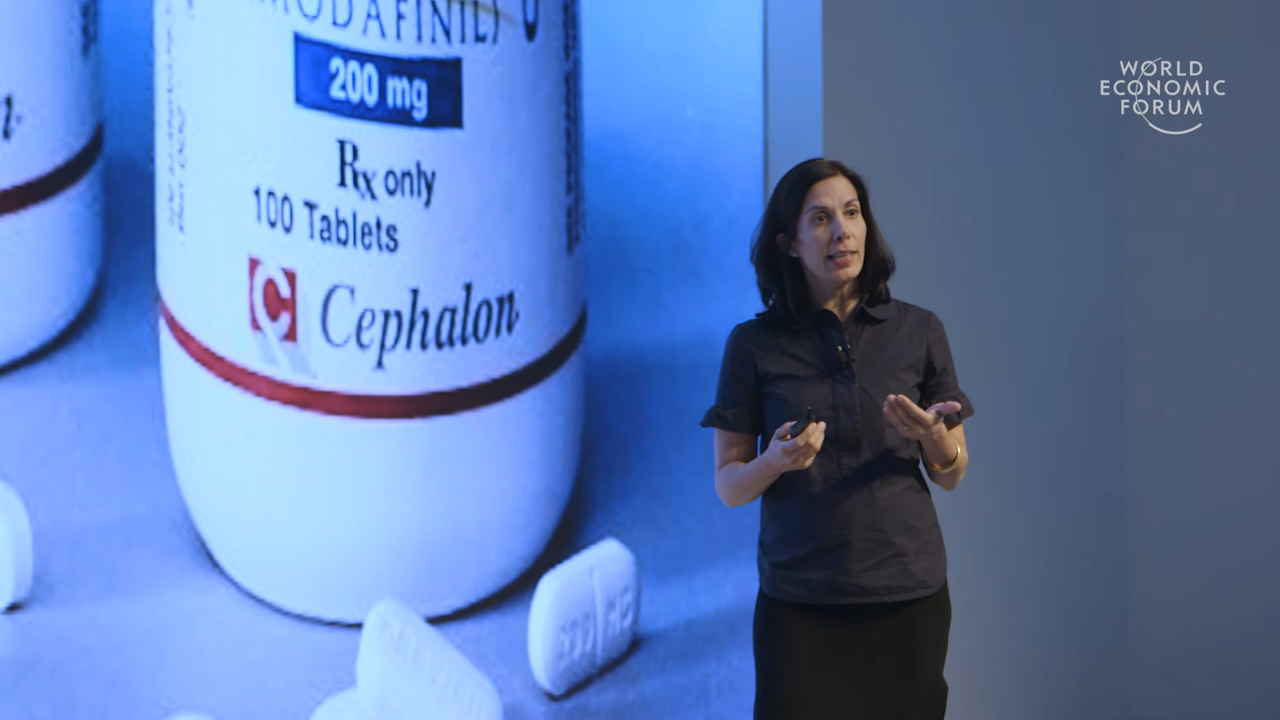 MODAFINIL)
200 mg
Rx only
100 Tablets
C Cephalon
WORLD
ECONOMIC
FORUM